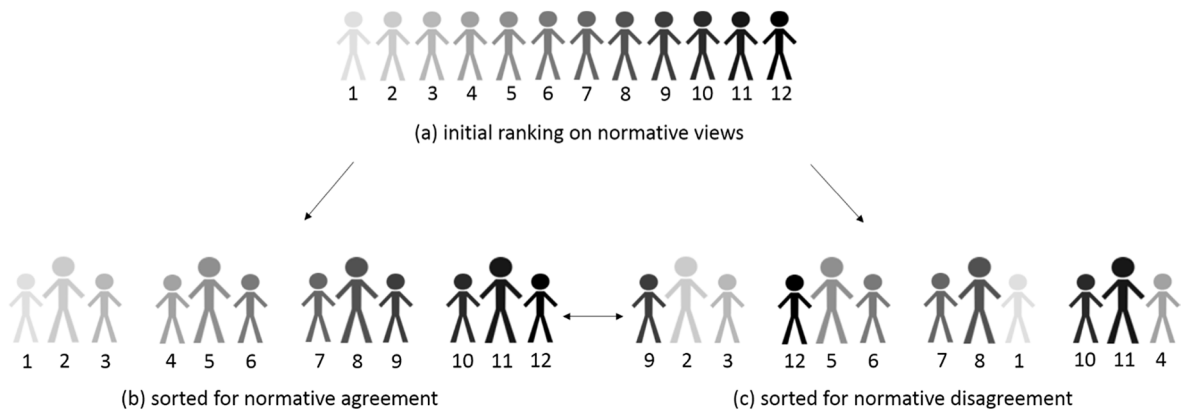 1 2 3 4 5 6 7 8 9 10 11 12
(a) initial ranking on normative views
1 2 3 4 5 6 7 8 9 10 11 12
(b) sorted for normative agreement
9 2 3 12 5 6 7 8 1 10 11 4
(c) sorted for normative disagreement